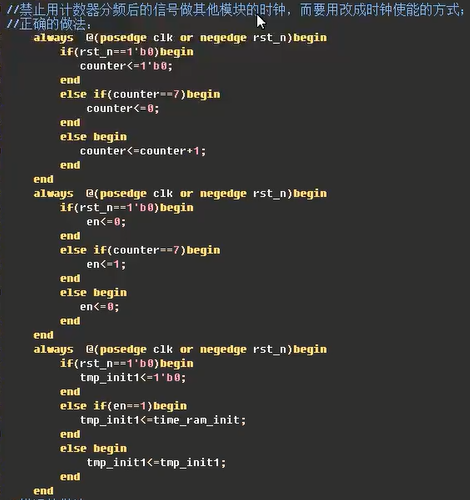 //禁止用计数器分频后的信号做其他模块的时钟，而要用改成时钟使能的方式；
//正确的做法：
always @(posedge clk or negedge rst_n)begin
if(rst_n==1'b0)begin
counter<=1'b0;
end
else if(counter==7)begin
counter<=0;
end
else begin
counter<=counter+1;
end
end
always @(posedge clk or negedge rst_n)begin
if(rst_n==1'b0)begin
en<=0;
end
else if(counter==7)begin
en<=1;
end
else begin
en<=0;
end
end
always @(posedge clk or negedge rst_n)begin
if(rst_n==1'b0)begin
tmp_init1<=1'b0;
end
else if(en==1)begin
tmp_init1<=time_ram_init;
end
else begin
tmp_init1<=tmp_init1;
end
end